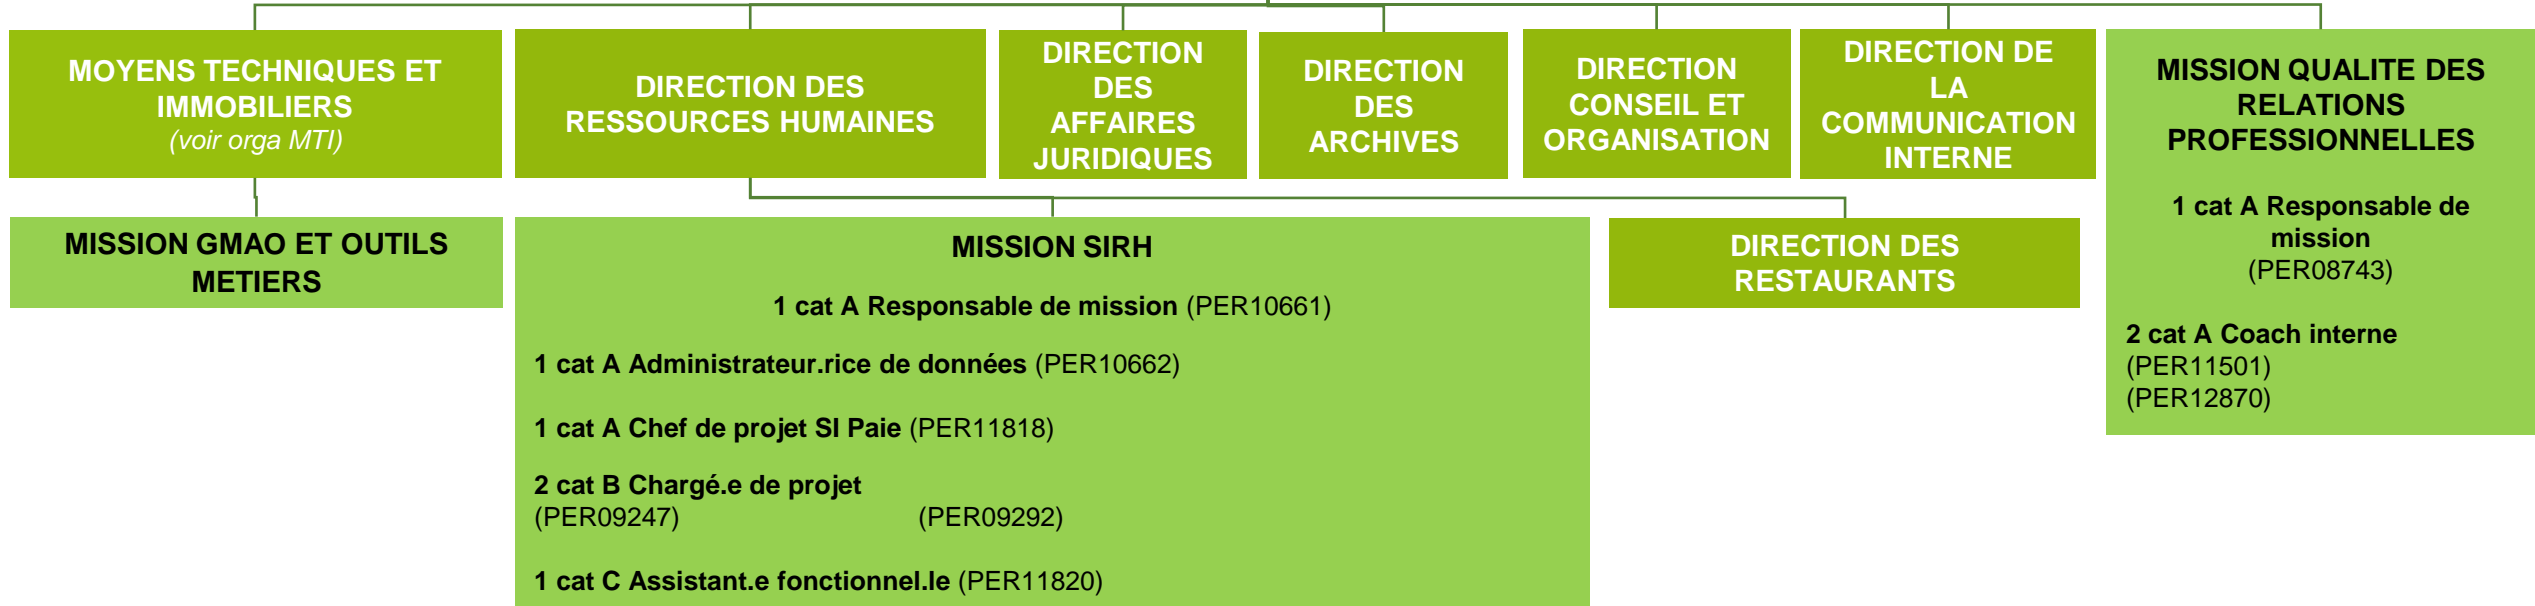 MOYENS TECHNIQUES ET
IMMOBILIERS
(voir orga MTI)
DIRECTION DES
RESSOURCES HUMAINES
DIRECTION
DES
AFFAIRES
JURIDIQUES
DIRECTION
DES
ARCHIVES
DIRECTION
CONSEIL ET
ORGANISATION
DIRECTION DE
LA
COMMUNICATION
INTERNE
MISSION QUALITE DES
RELATIONS
PROFESSIONNELLES
1 cat A Responsable de
mission
(PER08743)
2 cat A Coach interne
(PER11501)
(PER12870)
MISSION GMAO ET OUTILS
METIERS
MISSION SIRH
1 cat A Responsable de mission (PER10661)
1 cat A Administrateur.rice de données (PER10662)
1 cat A Chef de projet SI Paie (PER11818)
2 cat B Chargé.e de projet
(PER09247) (PER09292)
1 cat C Assistant.e fonctionnel.le (PER11820)
DIRECTION DES
RESTAURANTS